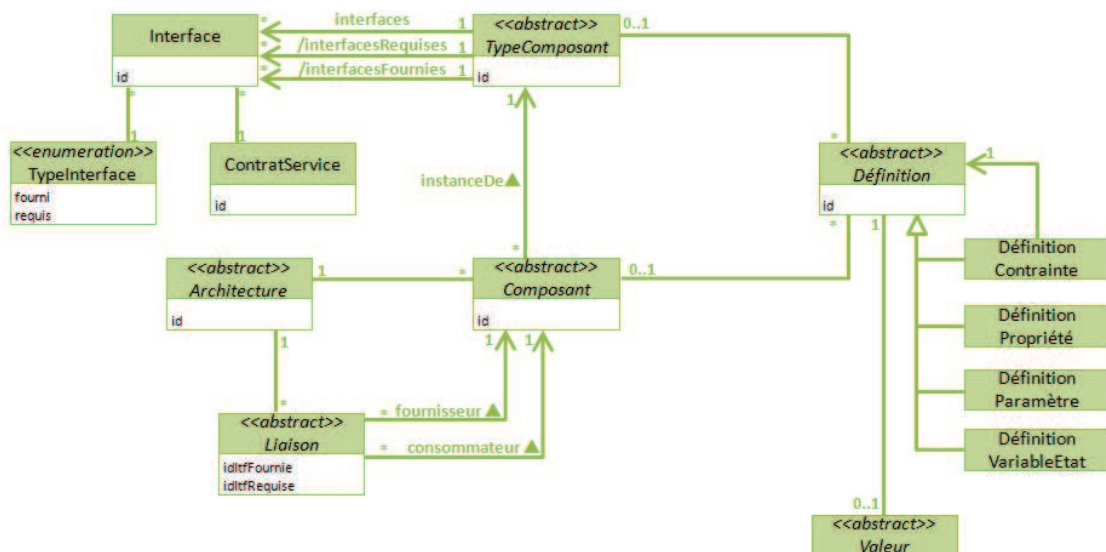 * interfaces 1
<<abstract>>
0..1
Interface
TypeComposant
* /interfacesRequises 1
* /interfacesFournies 1
id
id
* *
1
*
1 1
<<enumeration>>
TypeInterface
ContratService
<<abstract>>
Définition
1
fourni
requis
id
instanceDe▲
id
*
1
*
Définition
Contrainte
<<abstract>>
Architecture
1
*
<<abstract>>
Composant
0..1
id
id
Définition
Propriété
1
1 1
Définition
Paramètre
*
<<abstract>>
Liaison
* fournisseur▲
idItfFournie
idItfRequise
* consommateur▲
Définition
VariableEtat
0..1
<<abstract>>
Valeur